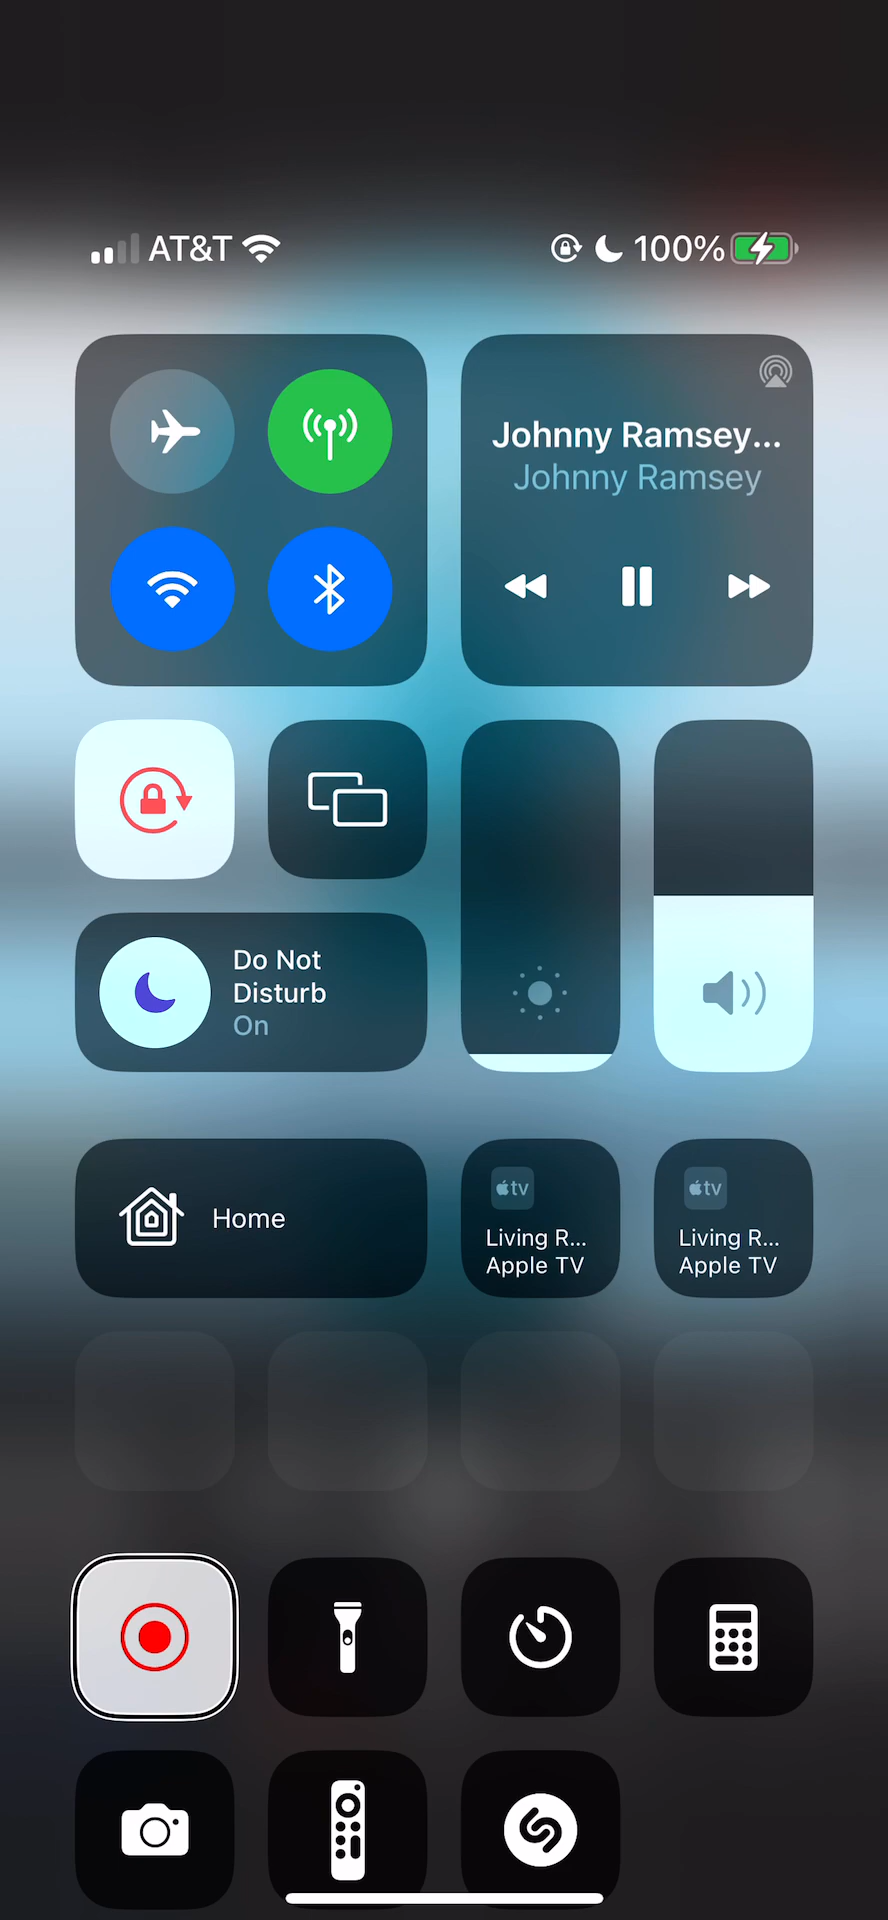 AT&T 100%
Johnny Ramsey...
Johnny Ramsey
Do Not
Disturb
On
Home
tv
Living R...
Apple TV
tv
Living R...
Apple TV